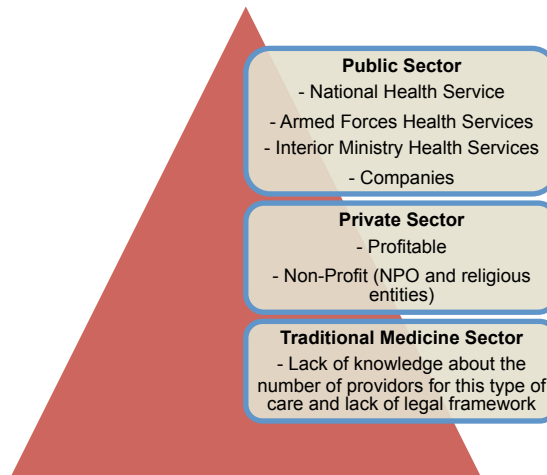 Public Sector
- National Health Service
- Armed Forces Health Services
- Interior Ministry Health Services
- Companies
Private Sector
- Profitable
- Non-Profit (NPO and religious
entities)
Traditional Medicine Sector
- Lack of knowledge about the
number of providors for this type of
care and lack of legal framework